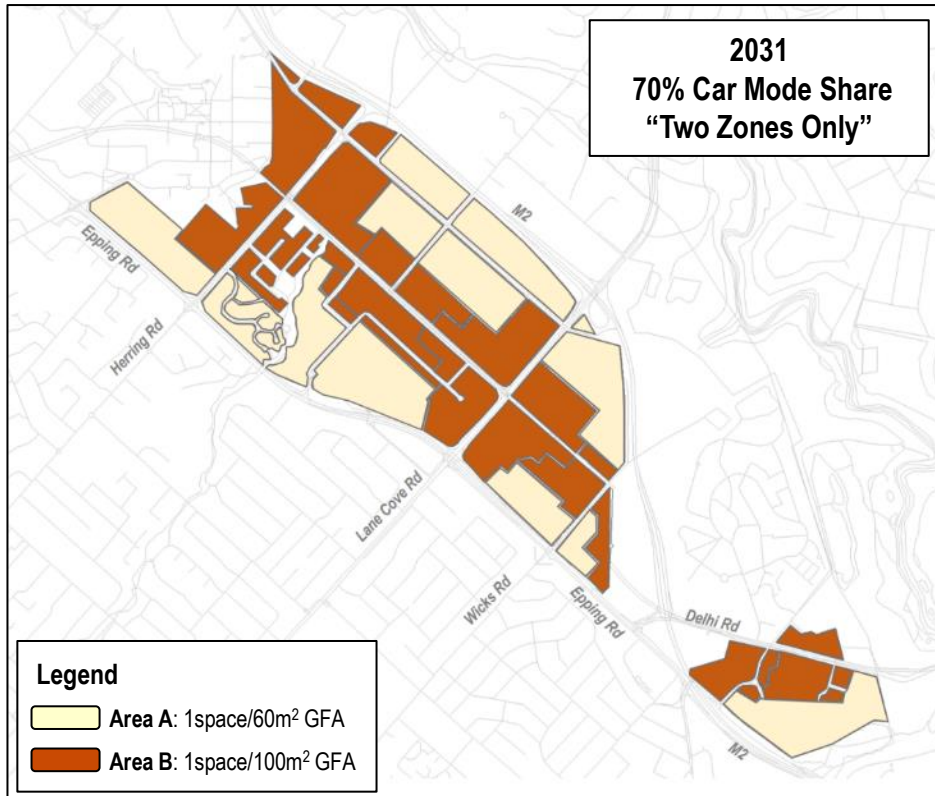 2031
70% Car Mode Share
“Two Zones Only”
M2
Epping Rd
Herring Rd
Lane Cove Rd
Wicks Rd
Epping Rd
Delhi Rd
M2
Legend
Area A: 1space/60m² GFA
Area B: 1space/100m² GFA